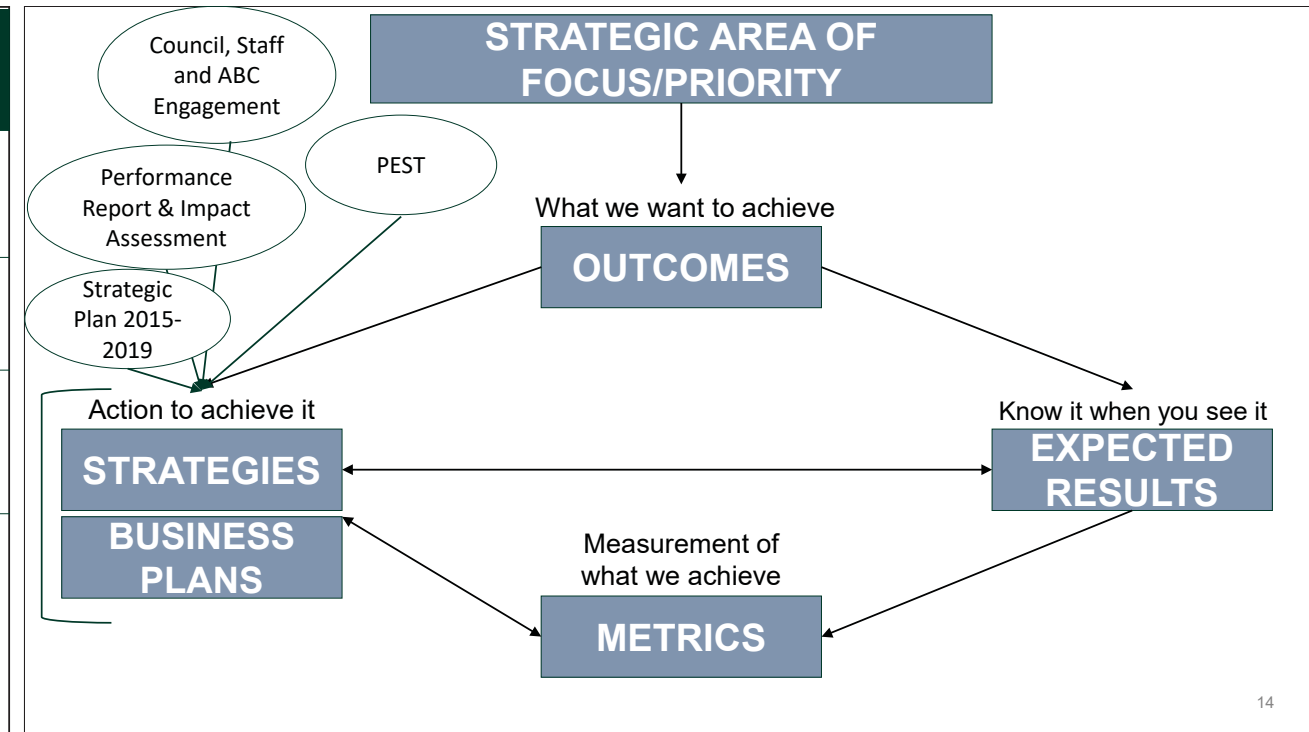 Council, Staff
and ABC
Engagement
STRATEGIC AREA OF
FOCUS/PRIORITY
PEST
Performance
Report & Impact
Assessment
What we want to achieve
OUTCOMES
Strategic
Plan 2015-
2019
Action to achieve it
Know it when you see it
STRATEGIES
EXPECTED
RESULTS
BUSINESS
PLANS
Measurement of
what we achieve
METRICS
14